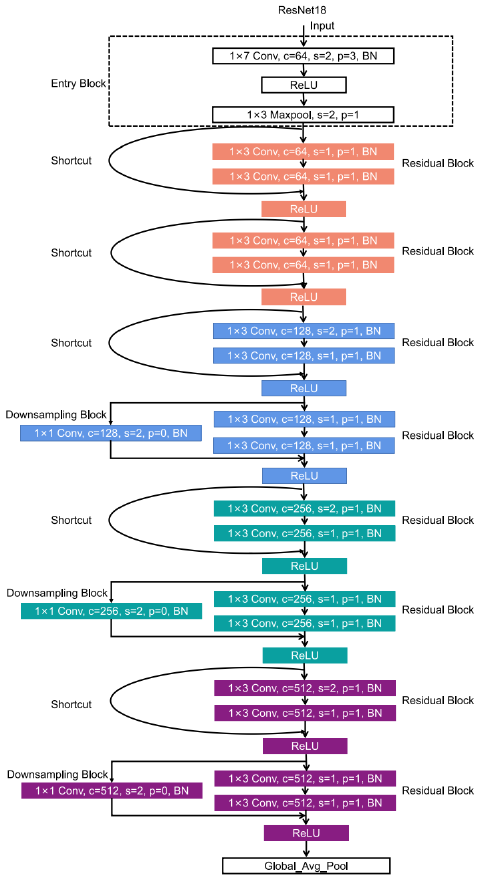 ResNet18
Input
1×7 Conv, c=64, s=2, p=3, BN
Entry Block
ReLU
1×3 Maxpool, s=2, p=1
Shortcut
1×3 Conv, c=64, s=1, p=1, BN
Residual Block
1×3 Conv, c=64, s=1, p=1, BN
ReLU
Shortcut
1×3 Conv, c=64, s=1, p=1, BN
Residual Block
1×3 Conv, c=64, s=1, p=1, BN
ReLU
Shortcut
1×3 Conv, c=128, s=2, p=1, BN
Residual Block
1×3 Conv, c=128, s=1, p=1, BN
ReLU
Downsampling Block
1×1 Conv, c=128, s=2, p=0, BN
1×3 Conv, c=128, s=1, p=1, BN
Residual Block
1×3 Conv, c=128, s=1, p=1, BN
ReLU
Shortcut
1×3 Conv, c=256, s=2, p=1, BN
Residual Block
1×3 Conv, c=256, s=1, p=1, BN
ReLU
Downsampling Block
1×1 Conv, c=256, s=2, p=0, BN
1×3 Conv, c=256, s=1, p=1, BN
Residual Block
1×3 Conv, c=256, s=1, p=1, BN
ReLU
Shortcut
1×3 Conv, c=512, s=2, p=1, BN
Residual Block
1×3 Conv, c=512, s=1, p=1, BN
ReLU
Downsampling Block
1×1 Conv, c=512, s=2, p=0, BN
1×3 Conv, c=512, s=1, p=1, BN
Residual Block
1×3 Conv, c=512, s=1, p=1, BN
ReLU
Global_Avg_Pool